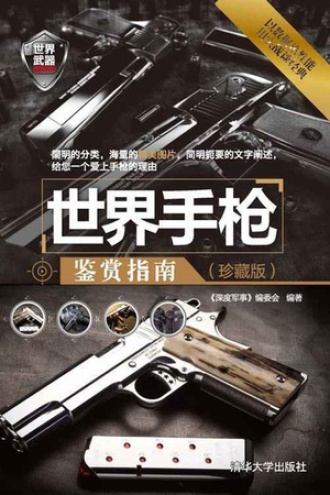 世界
武器
简明的分类，海量的精美图片，简明扼要的文字阐述，
给您一个爱上手枪的理由
世界手枪
鉴赏指南
（珍藏版）
《深度军事》编委会 编著
清华大学出版社